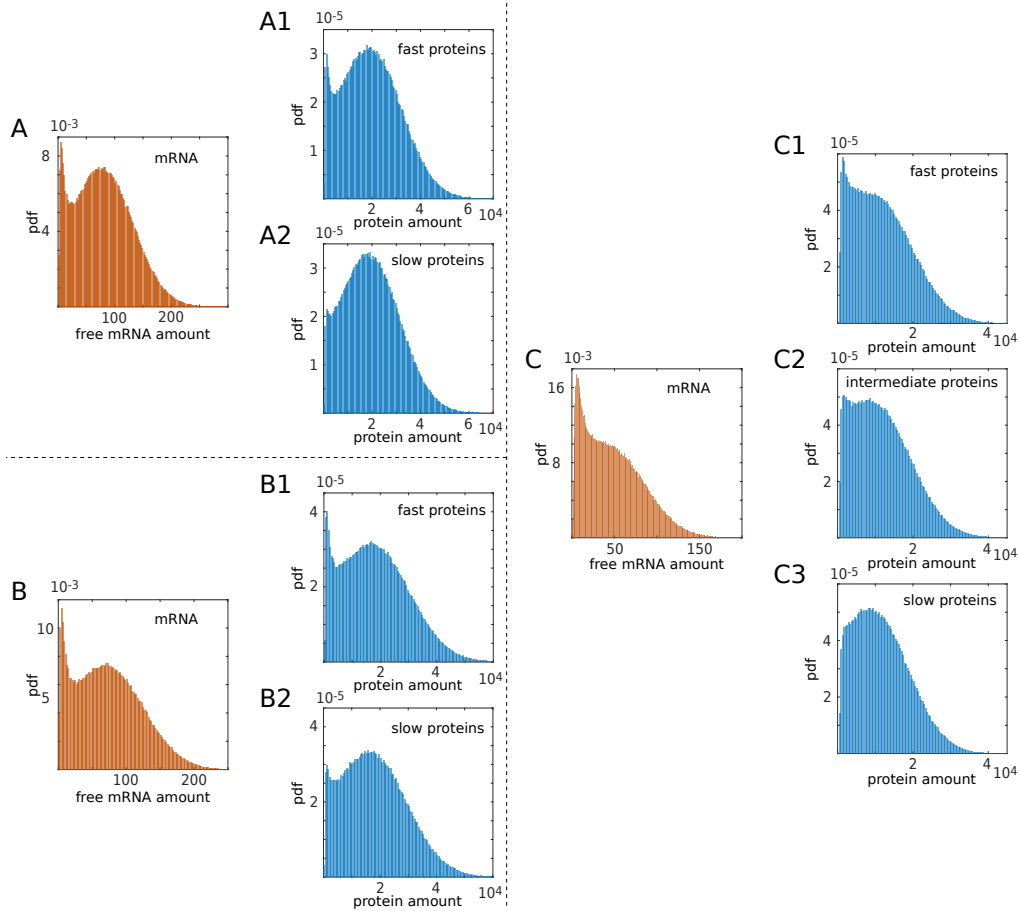 A
10⁻³
mRNA
8
4
pdf
100
200
free mRNA amount
A1
10⁻⁵
fast proteins
3
2
1
pdf
2
4
6
10⁴
protein amount
A2
10⁻⁵
slow proteins
3
2
1
pdf
2
4
6
10⁴
protein amount
B
10⁻³
mRNA
10
5
pdf
100
200
free mRNA amount
B1
10⁻⁵
fast proteins
4
2
pdf
2
4
10⁴
protein amount
B2
10⁻⁵
slow proteins
4
2
pdf
2
4
10⁴
protein amount
C
10⁻³
mRNA
16
8
pdf
50
100
150
free mRNA amount
C1
10⁻⁵
fast proteins
4
2
pdf
2
4
10⁴
protein amount
C2
10⁻⁵
intermediate proteins
4
2
pdf
2
4
10⁴
protein amount
C3
10⁻⁵
slow proteins
4
2
pdf
2
4
10⁴
protein amount